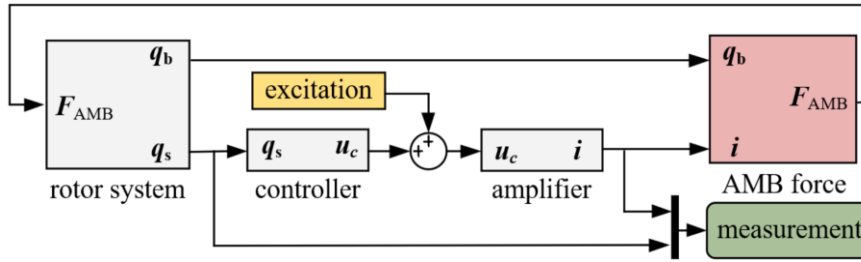 q_b
q_b
excitation
F_AMB
F_AMB
q_s
q_s
u_c
+
+
u_c
i
i
rotor system
controller
amplifier
AMB force
measurement